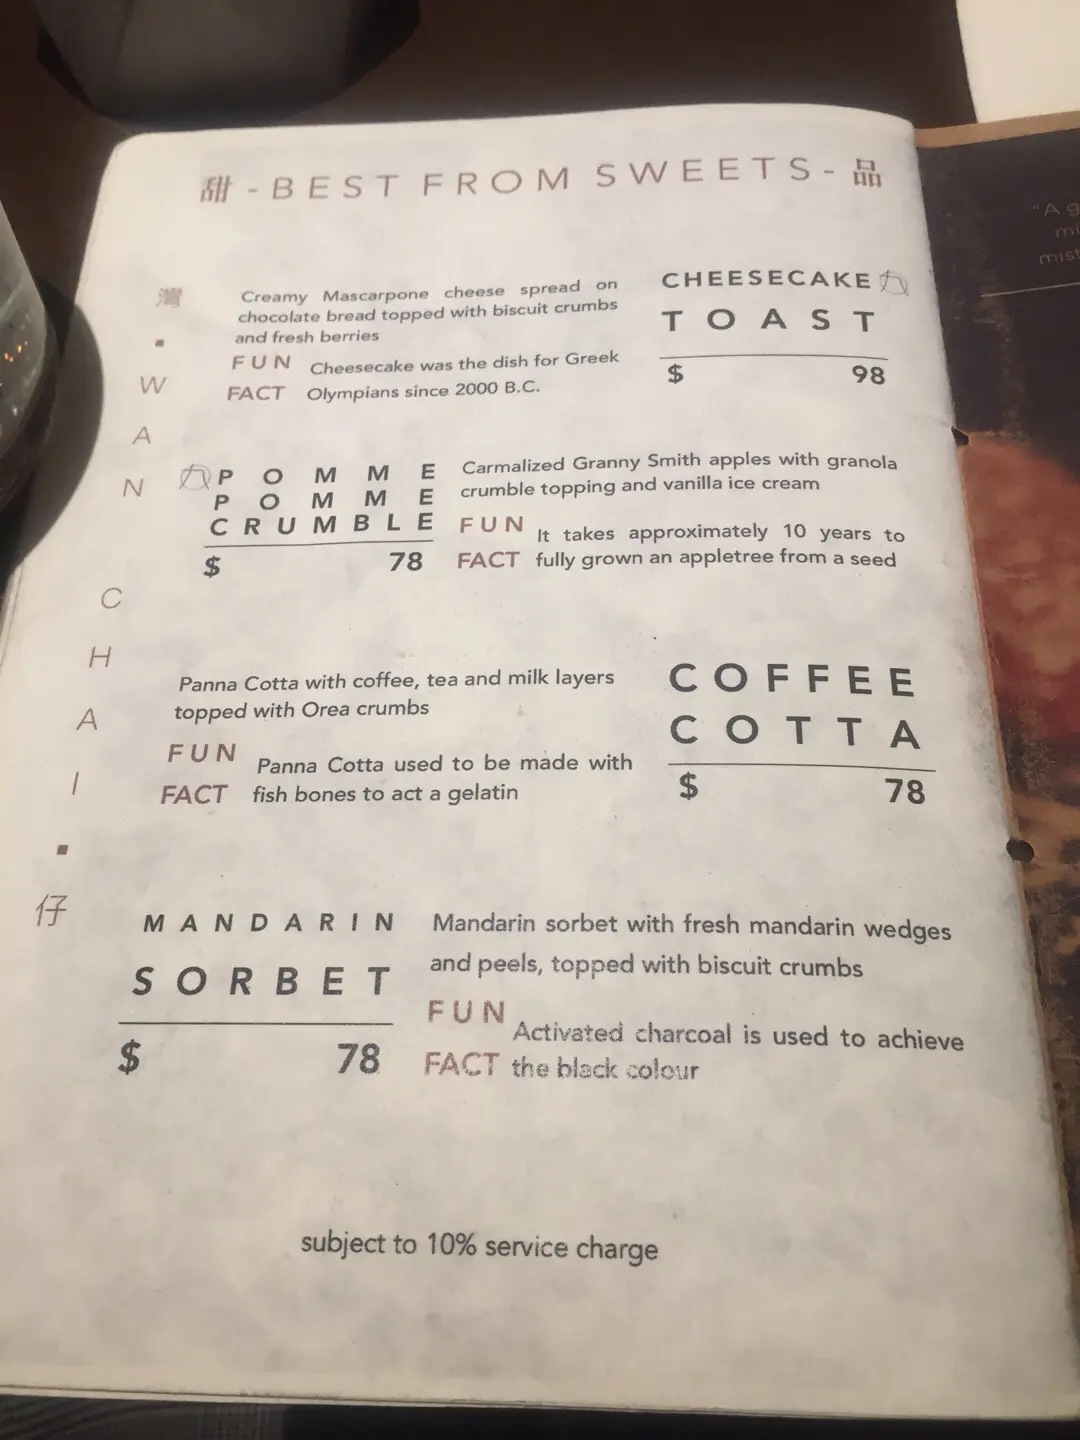 甜 - BEST FROM SWEETS - 品
灣 ▪ WAN CHAI ▪ 仔
Creamy Mascarpone cheese spread on
chocolate bread topped with biscuit crumbs
and fresh berries
FUN FACT
Cheesecake was the dish for Greek
Olympians since 2000 B.C.
CHEESECAKE
TOAST
$ 98
POMME
POMME
CRUMBLE
$ 78
Carmalized Granny Smith apples with granola
crumble topping and vanilla ice cream
FUN FACT
It takes approximately 10 years to
fully grown an appletree from a seed
Panna Cotta with coffee, tea and milk layers
topped with Orea crumbs
FUN FACT
Panna Cotta used to be made with
fish bones to act a gelatin
COFFEE
COTTA
$ 78
MANDARIN
SORBET
$ 78
Mandarin sorbet with fresh mandarin wedges
and peels, topped with biscuit crumbs
FUN FACT
Activated charcoal is used to achieve
the black colour
subject to 10% service charge
"A